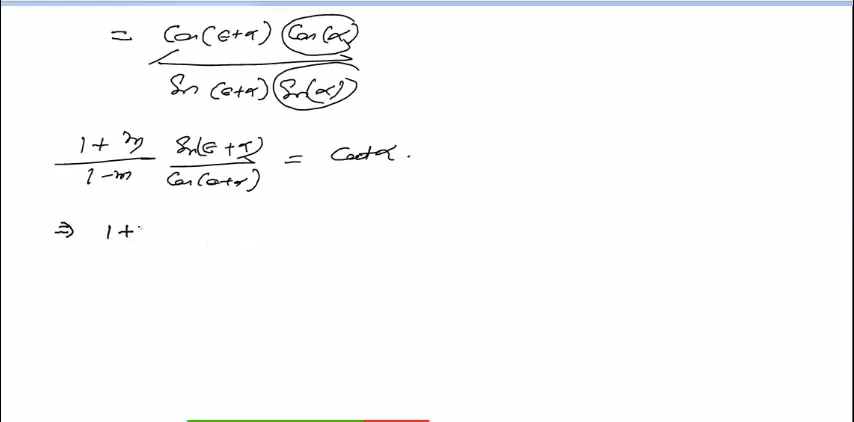 = Cos(θ+α) Cos(α) / Sin(θ+α) Sin(α)
1+m / 1-m Sin(θ+α) / Cos(θ+α) = Cotα.
⇒ 1+